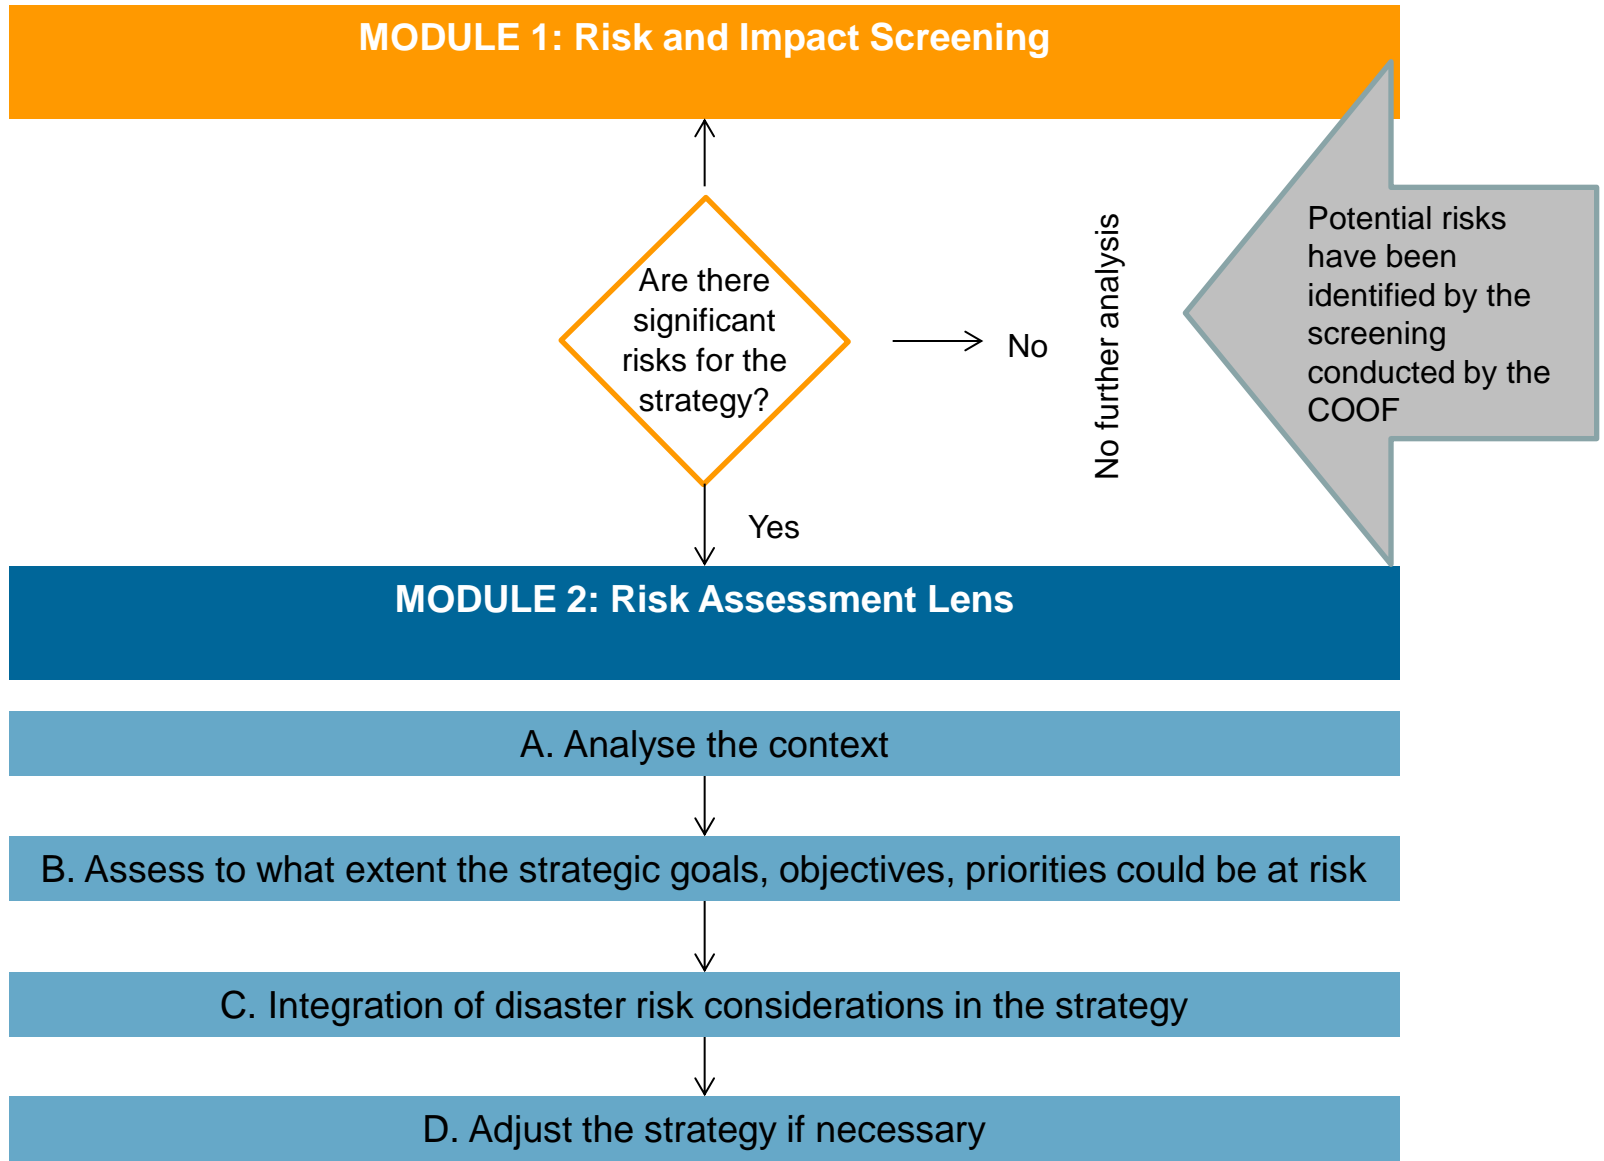 MODULE 1: Risk and Impact Screening
Are there
significant
risks for the
strategy?
No
No further analysis
Potential risks
have been
identified by the
screening
conducted by the
COOF
Yes
MODULE 2: Risk Assessment Lens
A. Analyse the context
B. Assess to what extent the strategic goals, objectives, priorities could be at risk
C. Integration of disaster risk considerations in the strategy
D. Adjust the strategy if necessary